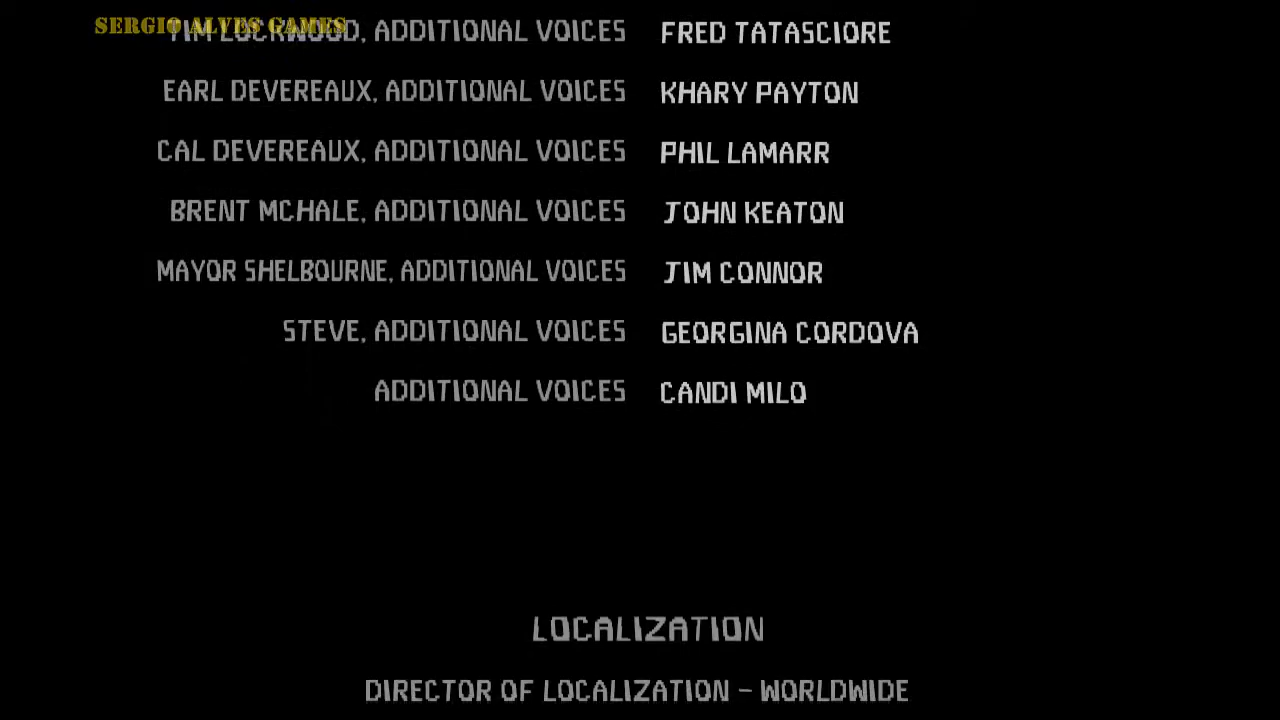 SERGIO ALVES GAMES
TIM LOCKWOOD, ADDITIONAL VOICES FRED TATASCIORE
EARL DEVEREAUX, ADDITIONAL VOICES KHARY PAYTON
CAL DEVEREAUX, ADDITIONAL VOICES PHIL LAMARR
BRENT MCHALE, ADDITIONAL VOICES JOHN KEATON
MAYOR SHELBOURNE, ADDITIONAL VOICES JIM CONNOR
STEVE, ADDITIONAL VOICES GEORGINA CORDOVA
ADDITIONAL VOICES CANDI MILO
LOCALIZATION
DIRECTOR OF LOCALIZATION – WORLDWIDE